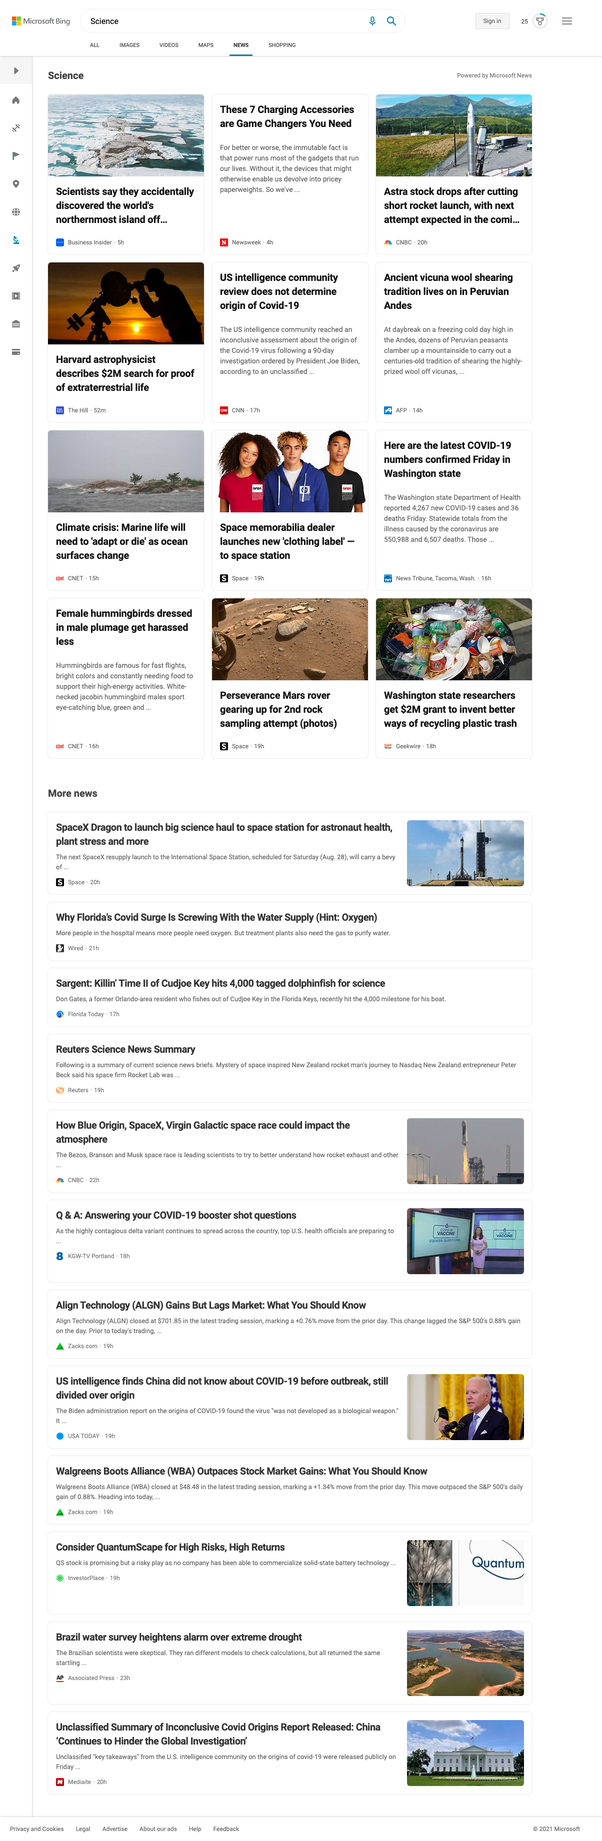 Microsoft Bing
Science
Sign in
25
ALL IMAGES VIDEOS MAPS NEWS SHOPPING
Science
Powered by Microsoft News
Scientists say they accidentally
discovered the world's
northernmost island off...
Business Insider · 5h
These 7 Charging Accessories
are Game Changers You Need
For better or worse, the immutable fact is
that power runs most of the gadgets that run
our lives. Without it, the devices that might
otherwise enable us devolve into pricey
paperweights. So we've ...
Newsweek · 4h
Astra stock drops after cutting
short rocket launch, with next
attempt expected in the comi...
CNBC · 20h
Harvard astrophysicist
describes $2M search for proof
of extraterrestrial life
The Hill · 52m
US intelligence community
review does not determine
origin of Covid-19
The US intelligence community reached an
inconclusive assessment about the origin of
the Covid-19 virus following a 90-day
investigation ordered by President Joe Biden,
according to an unclassified ...
CNN · 17h
Ancient vicuna wool shearing
tradition lives on in Peruvian
Andes
At daybreak on a freezing cold day high in
the Andes, dozens of Peruvian peasants
clamber up a mountainside to carry out a
centuries-old tradition of shearing the highly-
prized wool off vicunas, ...
AFP · 14h
Climate crisis: Marine life will
need to 'adapt or die' as ocean
surfaces change
CNET · 15h
Space memorabilia dealer
launches new 'clothing label' —
to space station
Space · 19h
Here are the latest COVID-19
numbers confirmed Friday in
Washington state
The Washington state Department of Health
reported 4,267 new COVID-19 cases and 36
deaths Friday. Statewide totals from the
illness caused by the coronavirus are
550,988 and 6,507 deaths. Those ...
News Tribune, Tacoma, Wash. · 16h
Female hummingbirds dressed
in male plumage get harassed
less
Hummingbirds are famous for fast flights,
bright colors and constantly needing food to
support their high-energy activities. White-
necked jacobin hummingbird males sport
eye-catching blue, green and ...
CNET · 16h
Perseverance Mars rover
gearing up for 2nd rock
sampling attempt (photos)
Space · 19h
Washington state researchers
get $2M grant to invent better
ways of recycling plastic trash
Geekwire · 18h
More news
SpaceX Dragon to launch big science haul to space station for astronaut health,
plant stress and more
The next SpaceX resupply launch to the International Space Station, scheduled for Saturday (Aug. 28), will carry a bevy
of ...
Space · 20h
Why Florida's Covid Surge Is Screwing With the Water Supply (Hint: Oxygen)
More people in the hospital means more people need oxygen. But treatment plants also need the gas to purify water.
Wired · 21h
Sargent: Killin' Time II of Cudjoe Key hits 4,000 tagged dolphinfish for science
Don Gates, a former Orlando-area resident who fishes out of Cudjoe Key in the Florida Keys, recently hit the 4,000 milestone for his boat.
Florida Today · 17h
Reuters Science News Summary
Following is a summary of current science news briefs. Mystery of space inspired New Zealand rocket man's journey to Nasdaq New Zealand entrepreneur Peter
Beck said his space firm Rocket Lab was ...
Reuters · 19h
How Blue Origin, SpaceX, Virgin Galactic space race could impact the
atmosphere
The Bezos, Branson and Musk space race is leading scientists to try to better understand how rocket exhaust and other
...
CNBC · 22h
Q & A: Answering your COVID-19 booster shot questions
As the highly contagious delta variant continues to spread across the country, top U.S. health officials are preparing to
...
KGW-TV Portland · 18h
VACCINE
VACCINE
Align Technology (ALGN) Gains But Lags Market: What You Should Know
Align Technology (ALGN) closed at $701.85 in the latest trading session, marking a +0.76% move from the prior day. This change lagged the S&P 500's 0.88% gain
on the day. Prior to today's trading, ...
Zacks.com · 19h
US intelligence finds China did not know about COVID-19 before outbreak, still
divided over origin
The Biden administration report on the origins of COVID-19 found the virus "was not developed as a biological weapon."
It ...
USA TODAY · 19h
Walgreens Boots Alliance (WBA) Outpaces Stock Market Gains: What You Should Know
Walgreens Boots Alliance (WBA) closed at $48.48 in the latest trading session, marking a +1.34% move from the prior day. This move outpaced the S&P 500's daily
gain of 0.88%. Heading into today, ...
Zacks.com · 19h
Consider QuantumScape for High Risks, High Returns
QS stock is promising but a risky play as no company has been able to commercialize solid-state battery technology ...
InvestorPlace · 19h
Quantum
Brazil water survey heightens alarm over extreme drought
The Brazilian scientists were skeptical. They ran different models to check calculations, but all returned the same
startling ...
AP Associated Press · 23h
Unclassified Summary of Inconclusive Covid Origins Report Released: China
'Continues to Hinder the Global Investigation'
Unclassified "key takeaways" from the U.S. intelligence community on the origins of covid-19 were released publicly on
Friday ...
Mediaite · 20h
Privacy and Cookies Legal Advertise About our ads Help Feedback
© 2021 Microsoft